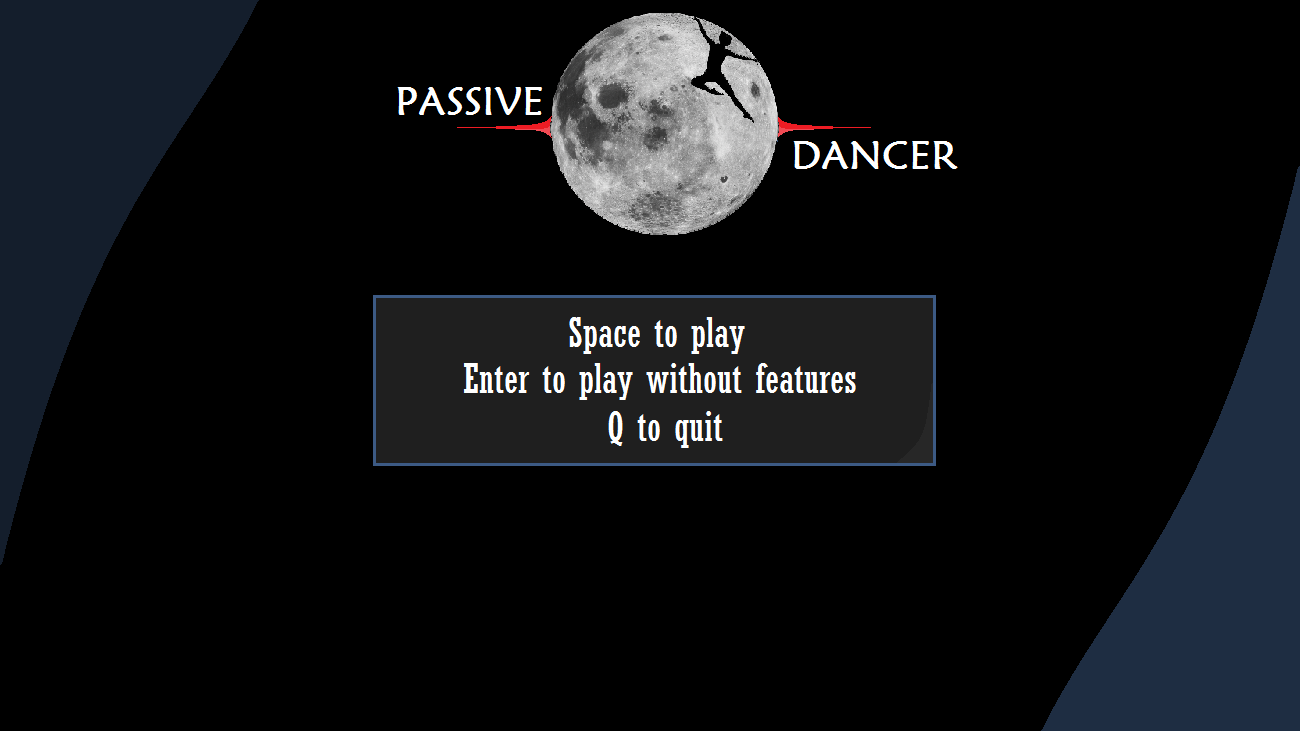 PASSIVE
DANCER
Space to play
Enter to play without features
Q to quit